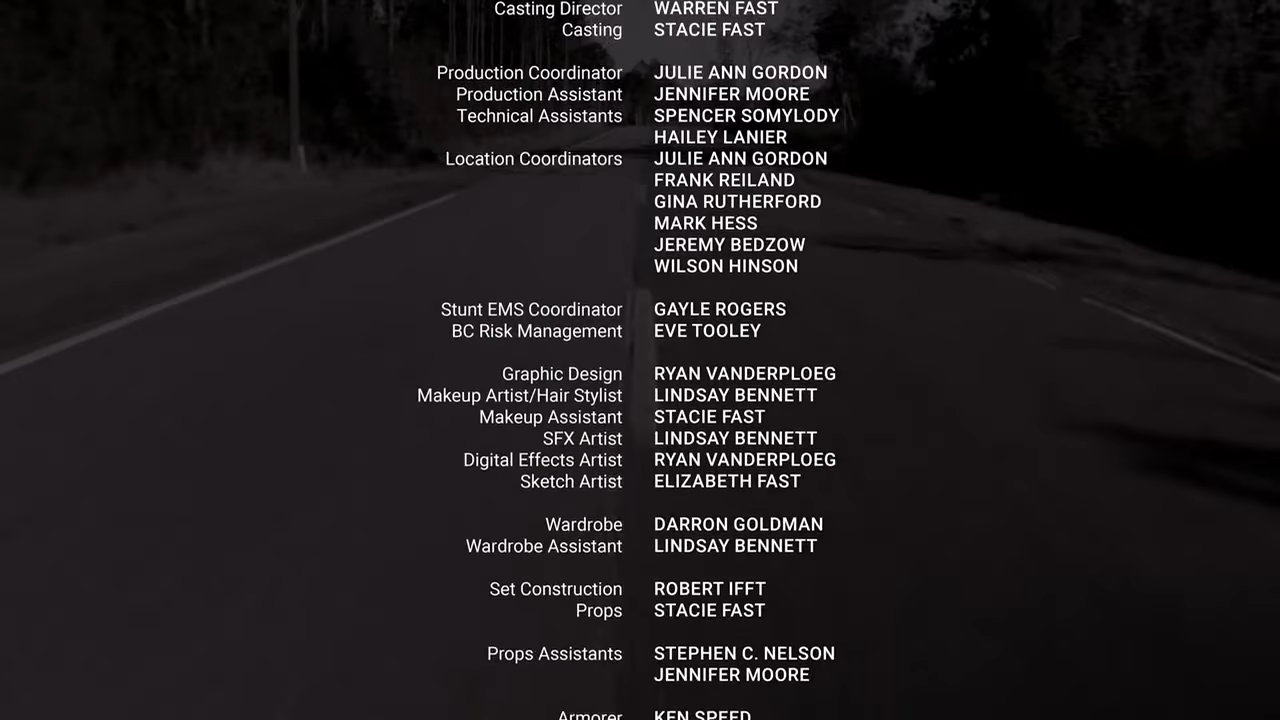 Casting Director WARREN FAST
Casting STACIE FAST
Production Coordinator JULIE ANN GORDON
Production Assistant JENNIFER MOORE
Technical Assistants SPENCER SOMYLODY
HAILEY LANIER
Location Coordinators JULIE ANN GORDON
FRANK REILAND
GINA RUTHERFORD
MARK HESS
JEREMY BEDZOW
WILSON HINSON
Stunt EMS Coordinator GAYLE ROGERS
BC Risk Management EVE TOOLEY
Graphic Design RYAN VANDERPLOEG
Makeup Artist/Hair Stylist LINDSAY BENNETT
Makeup Assistant STACIE FAST
SFX Artist LINDSAY BENNETT
Digital Effects Artist RYAN VANDERPLOEG
Sketch Artist ELIZABETH FAST
Wardrobe DARRON GOLDMAN
Wardrobe Assistant LINDSAY BENNETT
Set Construction ROBERT IFFT
Props STACIE FAST
Props Assistants STEPHEN C. NELSON
JENNIFER MOORE
Armorer KEN SPEED